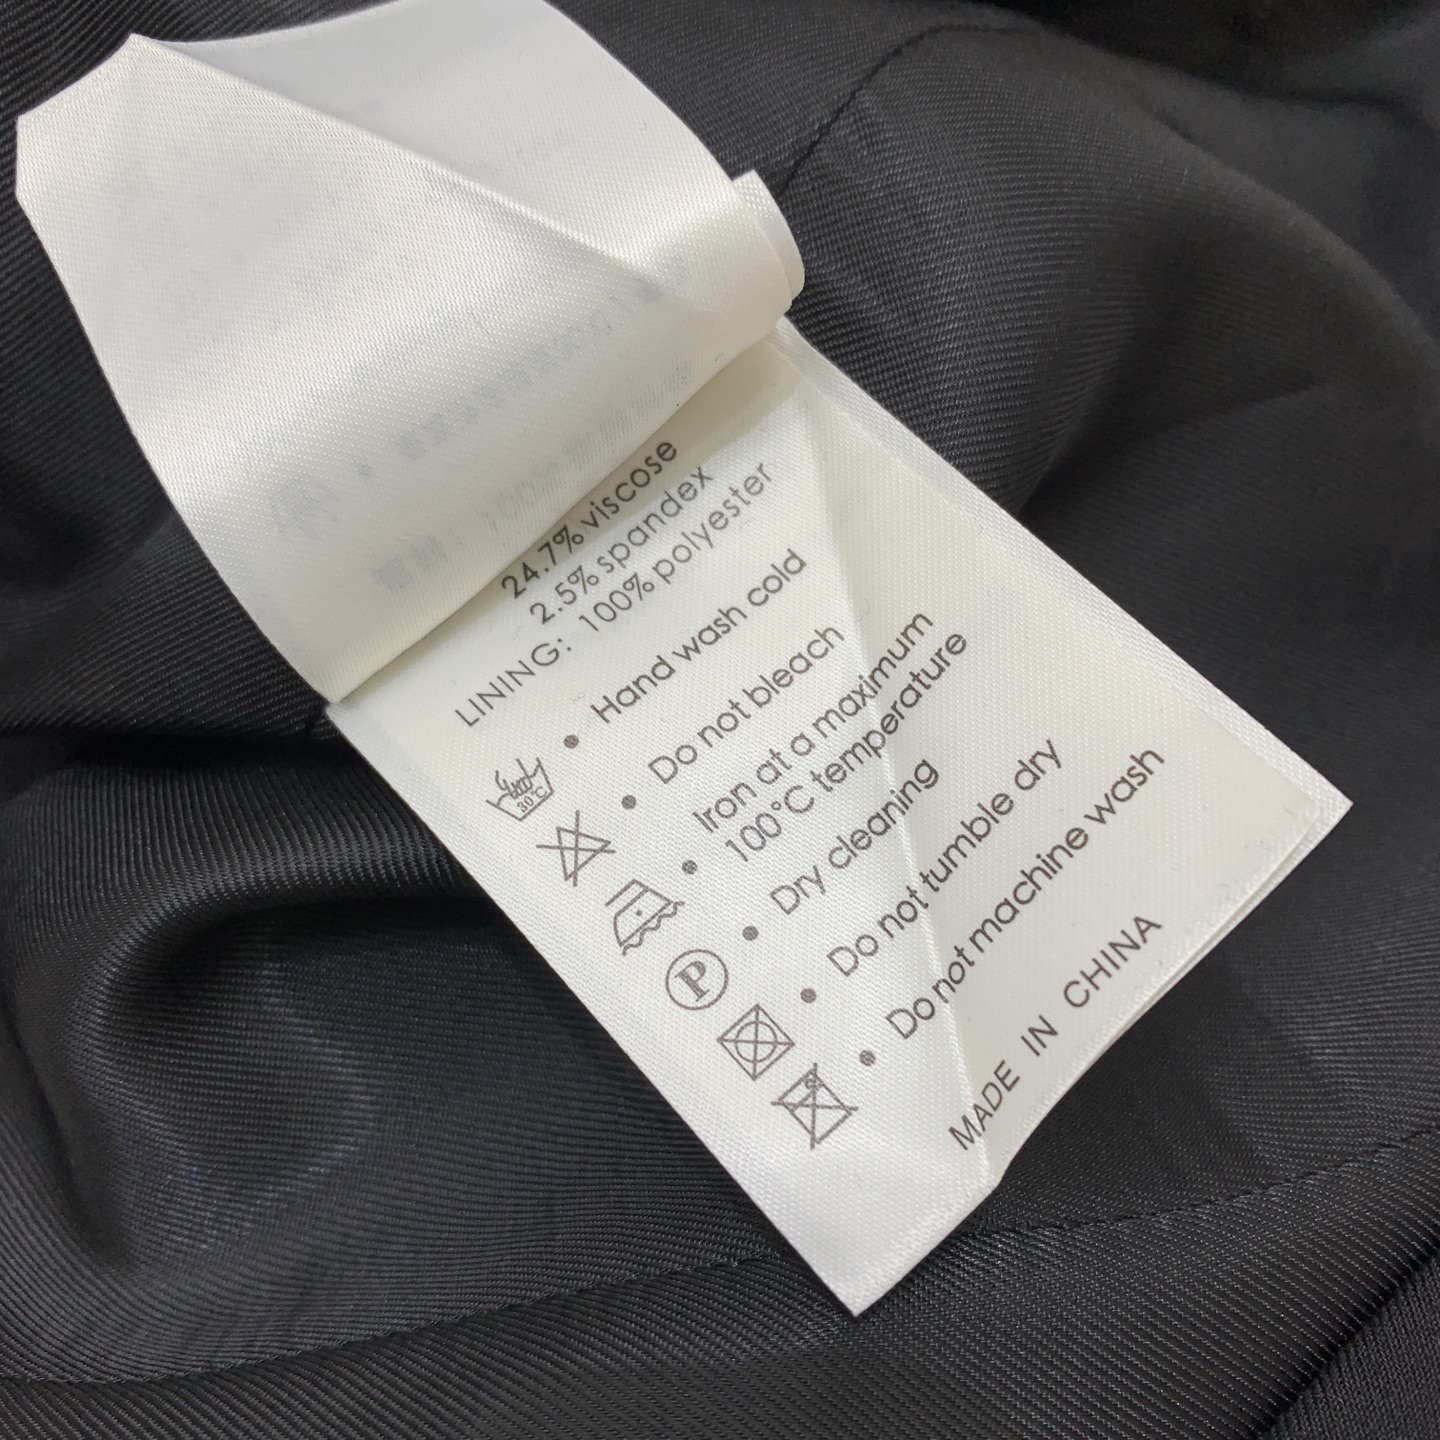 24.7% viscose
2.5% spandex
LINING: 100% polyester
• Hand wash cold
30°C
• Do not bleach
• Iron at a maximum
100°C temperature
• Dry cleaning
P
• Do not tumble dry
• Do not machine wash
MADE IN CHINA